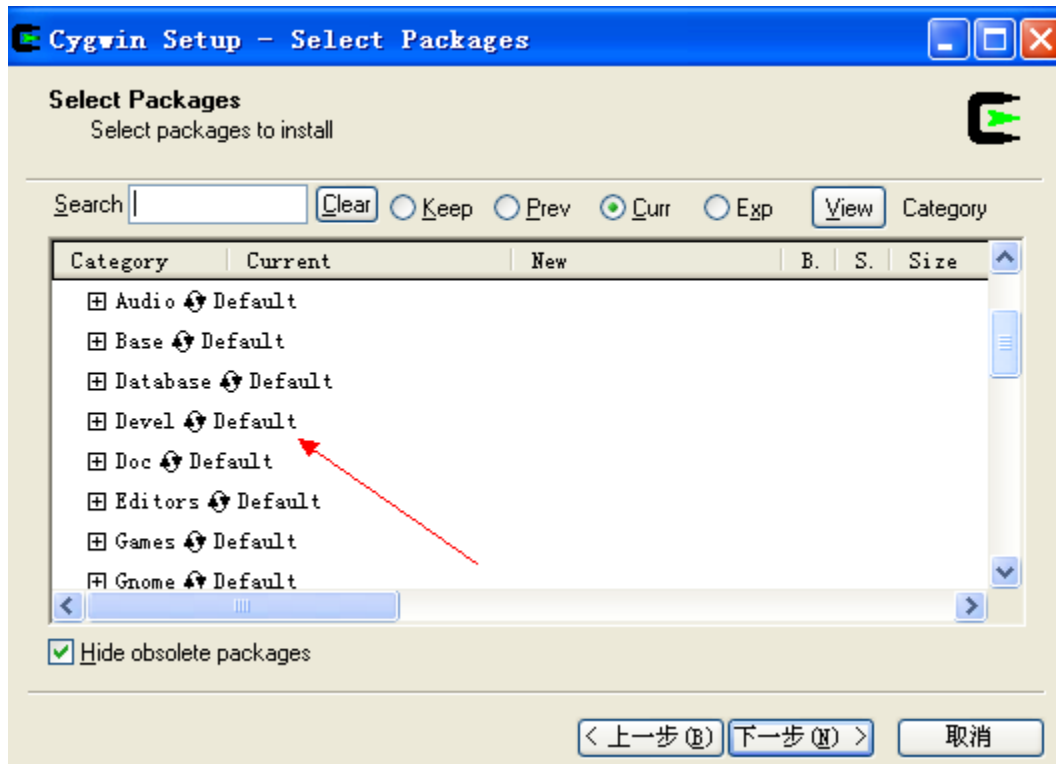 Cygwin Setup - Select Packages
Select Packages
Select packages to install
Search Clear Keep Prev Curr Exp View Category
Category Current New B. S. Size
Audio Default
Base Default
Database Default
Devel Default
Doc Default
Editors Default
Games Default
Gnome Default
Hide obsolete packages
< 上一步(B) 下一步(N) > 取消